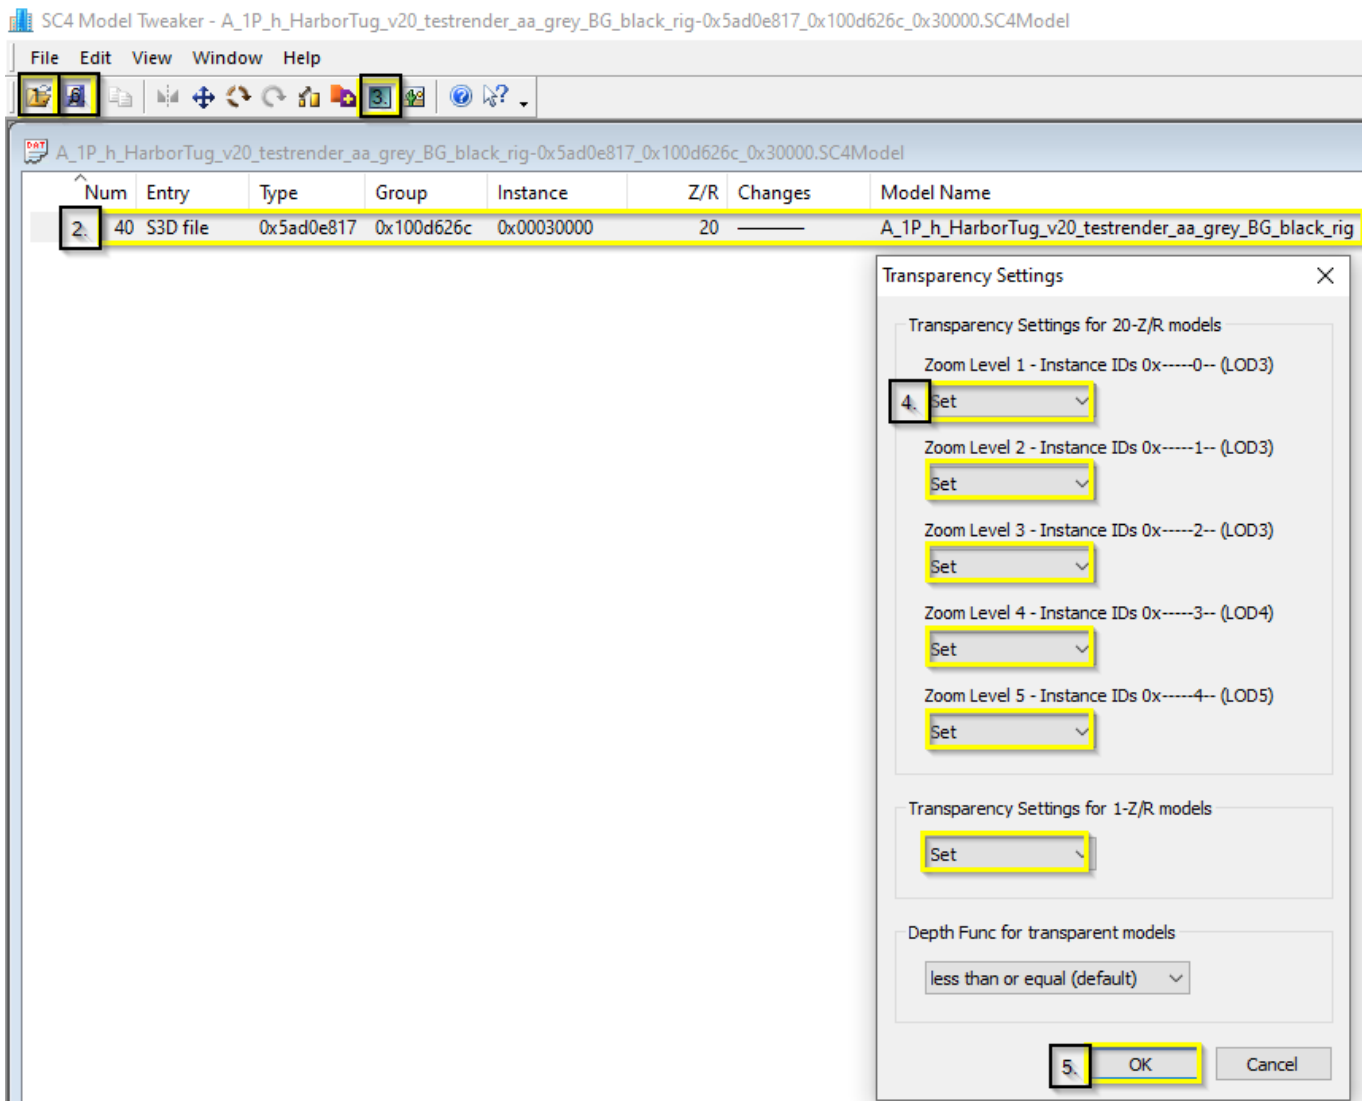 SC4 Model Tweaker - A_1P_h_HarborTug_v20_testrender_aa_grey_BG_black_rig-0x5ad0e817_0x100d626c_0x30000.SC4Model
File Edit View Window Help
3.
DAT A_1P_h_HarborTug_v20_testrender_aa_grey_BG_black_rig-0x5ad0e817_0x100d626c_0x30000.SC4Model
Num Entry Type Group Instance Z/R Changes Model Name
2. 40 S3D file 0x5ad0e817 0x100d626c 0x00030000 20 A_1P_h_HarborTug_v20_testrender_aa_grey_BG_black_rig
Transparency Settings
Transparency Settings for 20-Z/R models
Zoom Level 1 - Instance IDs 0x-----0-- (LOD3)
4. Set
Zoom Level 2 - Instance IDs 0x-----1-- (LOD3)
Set
Zoom Level 3 - Instance IDs 0x-----2-- (LOD3)
Set
Zoom Level 4 - Instance IDs 0x-----3-- (LOD4)
Set
Zoom Level 5 - Instance IDs 0x-----4-- (LOD5)
Set
Transparency Settings for 1-Z/R models
Set
Depth Func for transparent models
less than or equal (default)
5. OK Cancel